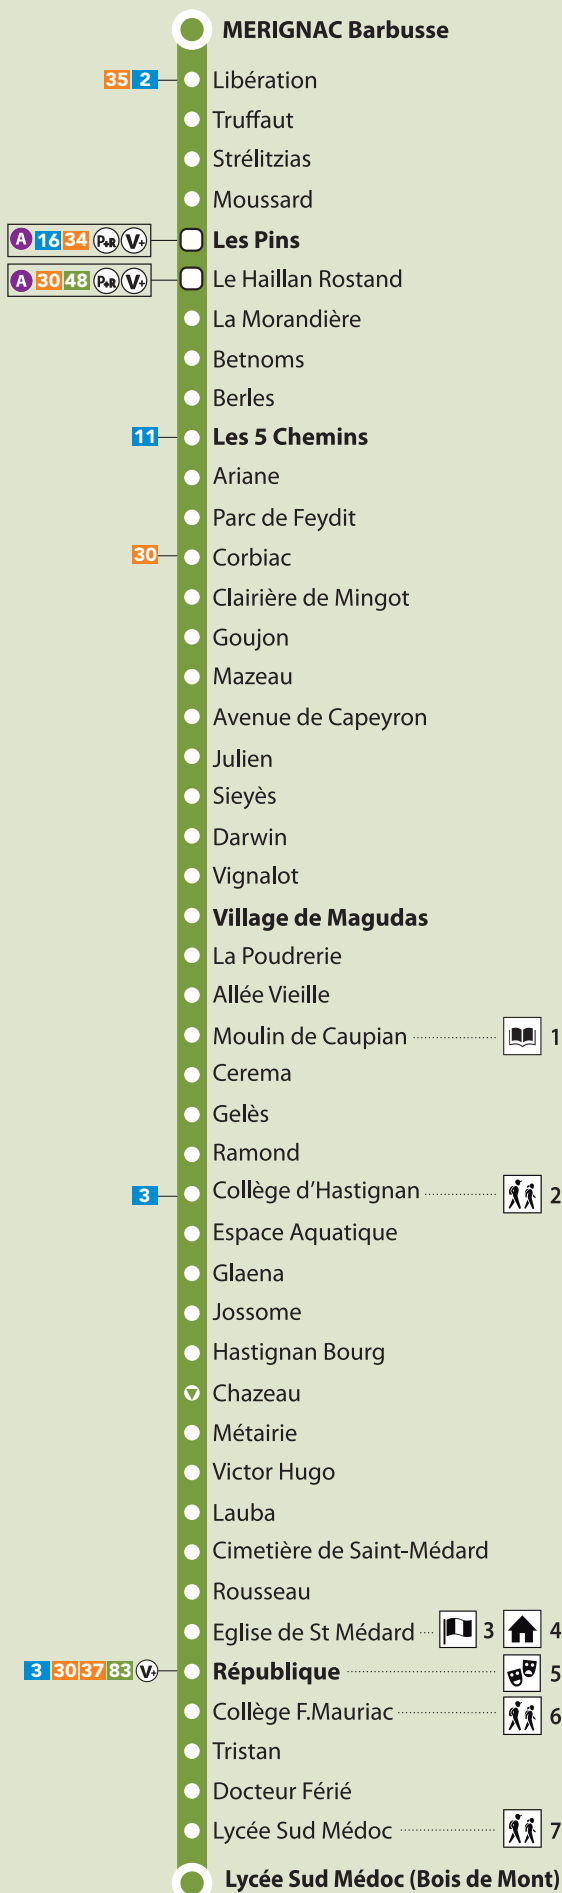 MERIGNAC Barbusse
35 2 Libération
Truffaut
Strélitzias
Moussard
A 16 34 P+R V+ Les Pins
A 30 48 P+R V+ Le Haillan Rostand
La Morandière
Betnoms
Berles
11 Les 5 Chemins
Ariane
Parc de Feydit
30 Corbiac
Clairière de Mingot
Goujon
Mazeau
Avenue de Capeyron
Julien
Sieyès
Darwin
Vignalot
Village de Magudas
La Poudrerie
Allée Vieille
Moulin de Caupian 1
Cerema
Gelès
Ramond
3 Collège d'Hastignan 2
Espace Aquatique
Glaena
Jossome
Hastignan Bourg
Chazeau
Métairie
Victor Hugo
Lauba
Cimetière de Saint-Médard
Rousseau
Eglise de St Médard 3 4
3 30 37 83 V+ République 5
Collège F.Mauriac 6
Tristan
Docteur Férié
Lycée Sud Médoc 7
Lycée Sud Médoc (Bois de Mont)